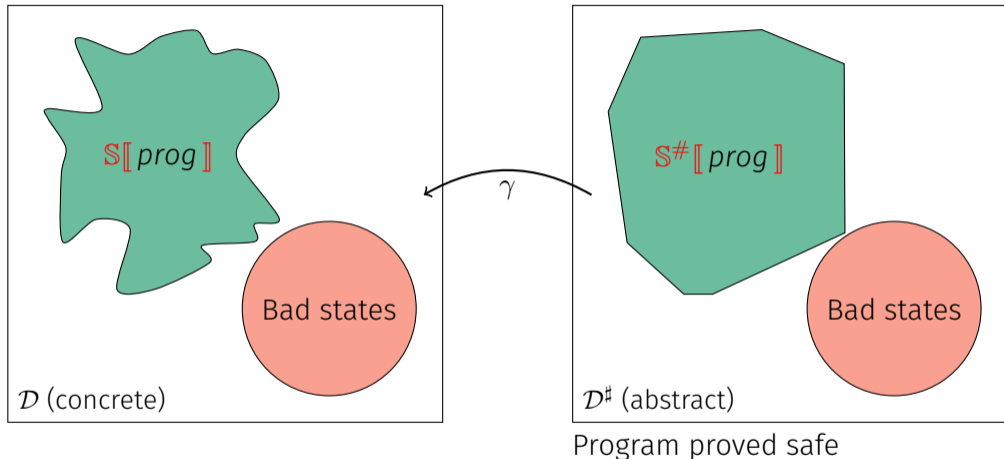 𝕊⟦ prog ⟧
𝕊# ⟦ prog ⟧
γ
Bad states
Bad states
𝒟 (concrete)
𝒟♯ (abstract)
Program proved safe